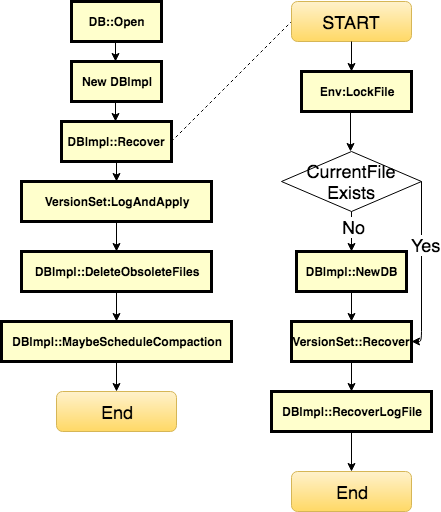 DB::Open
New DBImpl
DBImpl::Recover
VersionSet:LogAndApply
DBImpl::DeleteObsoleteFiles
DBImpl::MaybeScheduleCompaction
End
START
Env:LockFile
CurrentFile
Exists
No
Yes
DBImpl::NewDB
VersionSet::Recover
DBImpl::RecoverLogFile
End